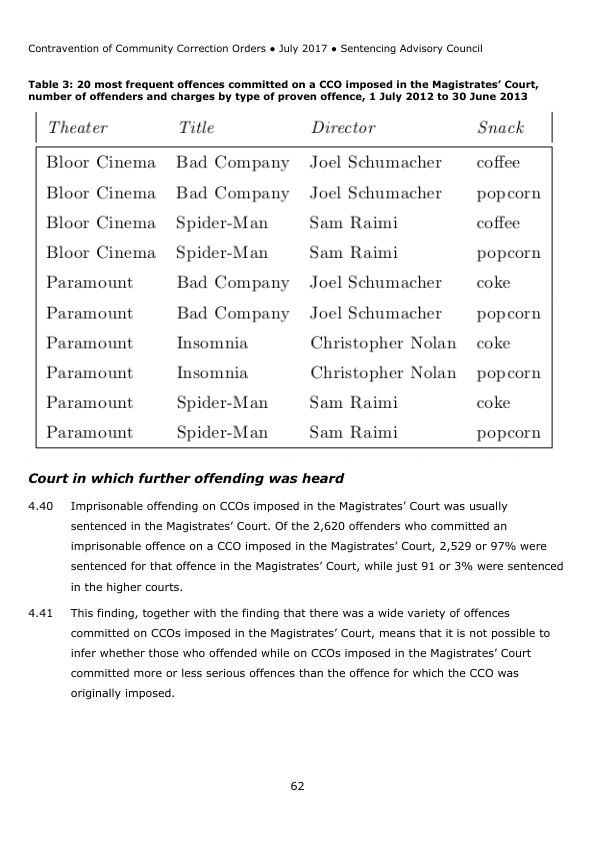 Contravention of Community Correction Orders ● July 2017 ● Sentencing Advisory Council
Table 3: 20 most frequent offences committed on a CCO imposed in the Magistrates’ Court,
number of offenders and charges by type of proven offence, 1 July 2012 to 30 June 2013
Theater Title Director Snack
Bloor Cinema Bad Company Joel Schumacher coffee
Bloor Cinema Bad Company Joel Schumacher popcorn
Bloor Cinema Spider-Man Sam Raimi coffee
Bloor Cinema Spider-Man Sam Raimi popcorn
Paramount Bad Company Joel Schumacher coke
Paramount Bad Company Joel Schumacher popcorn
Paramount Insomnia Christopher Nolan coke
Paramount Insomnia Christopher Nolan popcorn
Paramount Spider-Man Sam Raimi coke
Paramount Spider-Man Sam Raimi popcorn
Court in which further offending was heard
4.40 Imprisonable offending on CCOs imposed in the Magistrates’ Court was usually
sentenced in the Magistrates’ Court. Of the 2,620 offenders who committed an
imprisonable offence on a CCO imposed in the Magistrates’ Court, 2,529 or 97% were
sentenced for that offence in the Magistrates’ Court, while just 91 or 3% were sentenced
in the higher courts.
4.41 This finding, together with the finding that there was a wide variety of offences
committed on CCOs imposed in the Magistrates’ Court, means that it is not possible to
infer whether those who offended while on CCOs imposed in the Magistrates’ Court
committed more or less serious offences than the offence for which the CCO was
originally imposed.
62